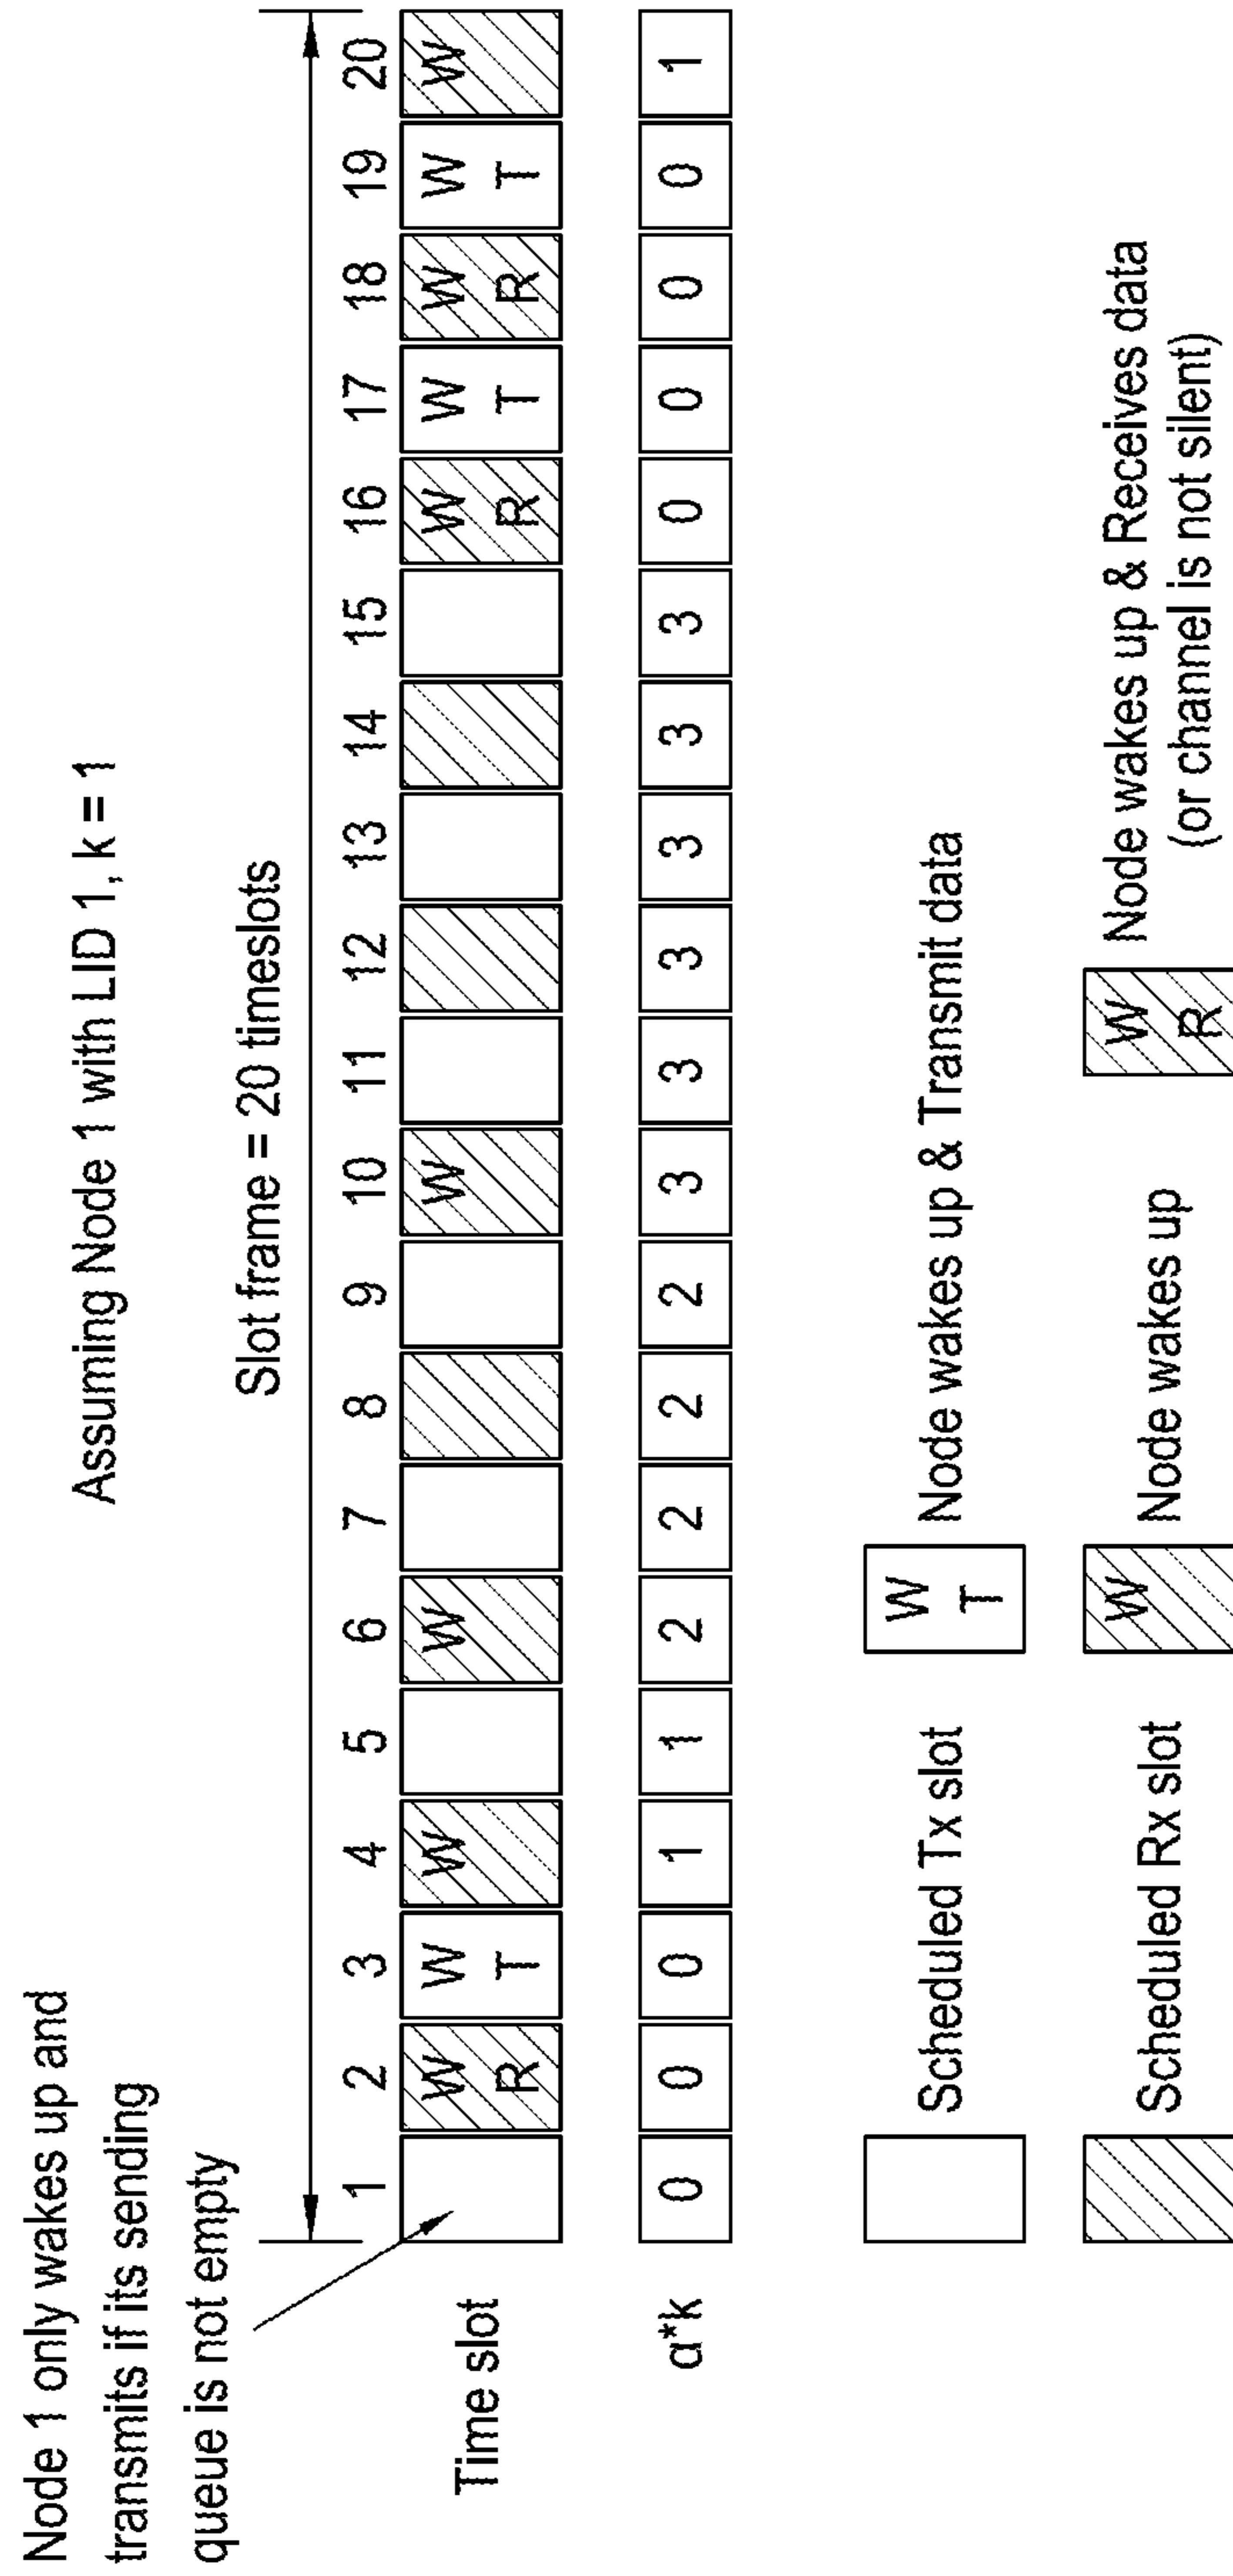 Assuming Node 1 with LID 1, k = 1
Node 1 only wakes up and
transmits if its sending
queue is not empty
Slot frame = 20 timeslots
1 2 3 4 5 6 7 8 9 10 11 12 13 14 15 16 17 18 19 20
Time slot
W W W W W W W W W W W
R T R T R T
α*k
0 0 0 1 1 2 2 2 2 3 3 3 3 3 3 0 0 0 0 1
Scheduled Tx slot
W
T
Node wakes up & Transmit data
Scheduled Rx slot
W
Node wakes up
W
R
Node wakes up & Receives data
(or channel is not silent)